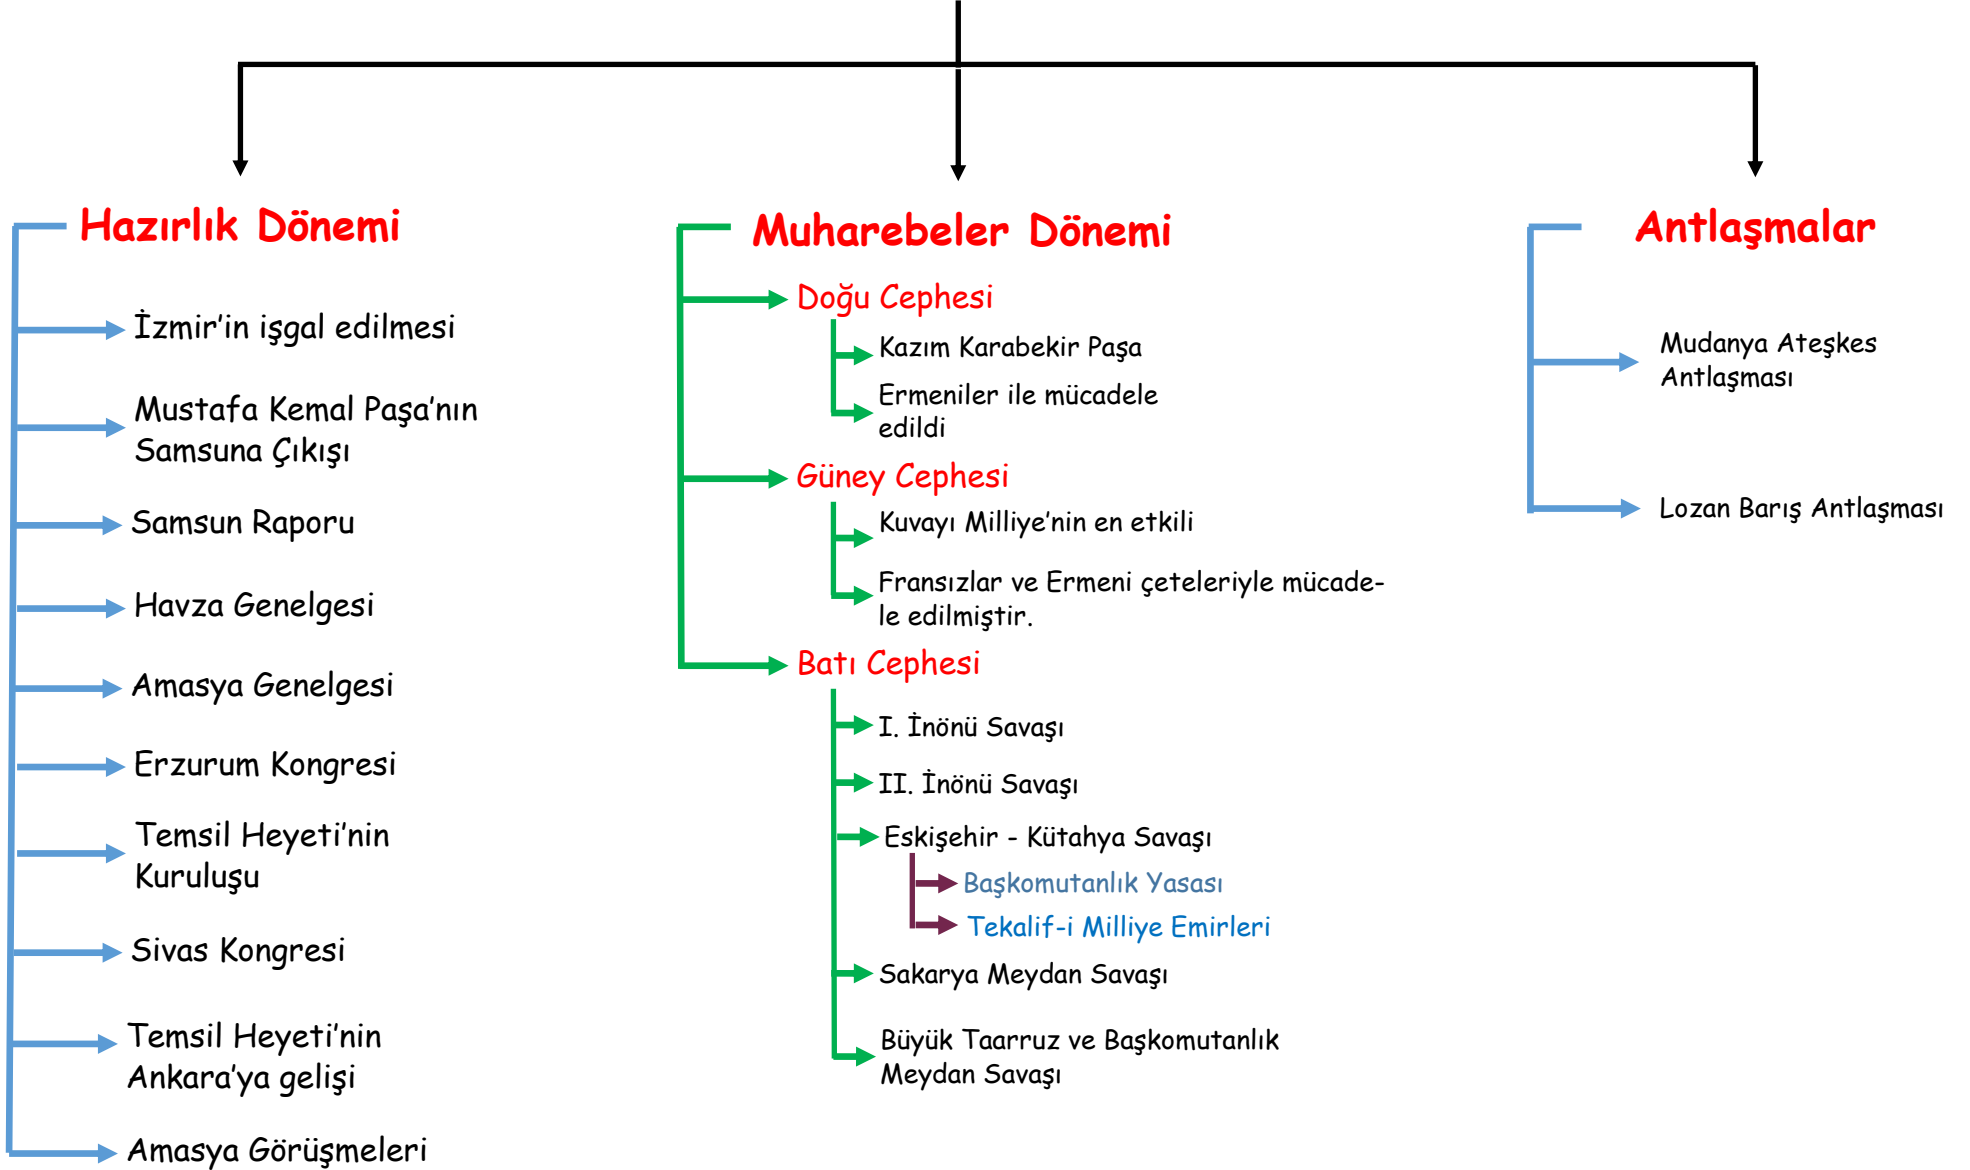 Hazırlık Dönemi
İzmir’in işgal edilmesi
Mustafa Kemal Paşa’nın
Samsuna Çıkışı
Samsun Raporu
Havza Genelgesi
Amasya Genelgesi
Erzurum Kongresi
Temsil Heyeti’nin
Kuruluşu
Sivas Kongresi
Temsil Heyeti’nin
Ankara’ya gelişi
Amasya Görüşmeleri
Muharebeler Dönemi
Doğu Cephesi
Kazım Karabekir Paşa
Ermeniler ile mücadele
edildi
Güney Cephesi
Kuvayı Milliye’nin en etkili
Fransızlar ve Ermeni çeteleriyle mücade-
le edilmiştir.
Batı Cephesi
I. İnönü Savaşı
II. İnönü Savaşı
Eskişehir - Kütahya Savaşı
Başkomutanlık Yasası
Tekalif-i Milliye Emirleri
Sakarya Meydan Savaşı
Büyük Taarruz ve Başkomutanlık
Meydan Savaşı
Antlaşmalar
Mudanya Ateşkes
Antlaşması
Lozan Barış Antlaşması